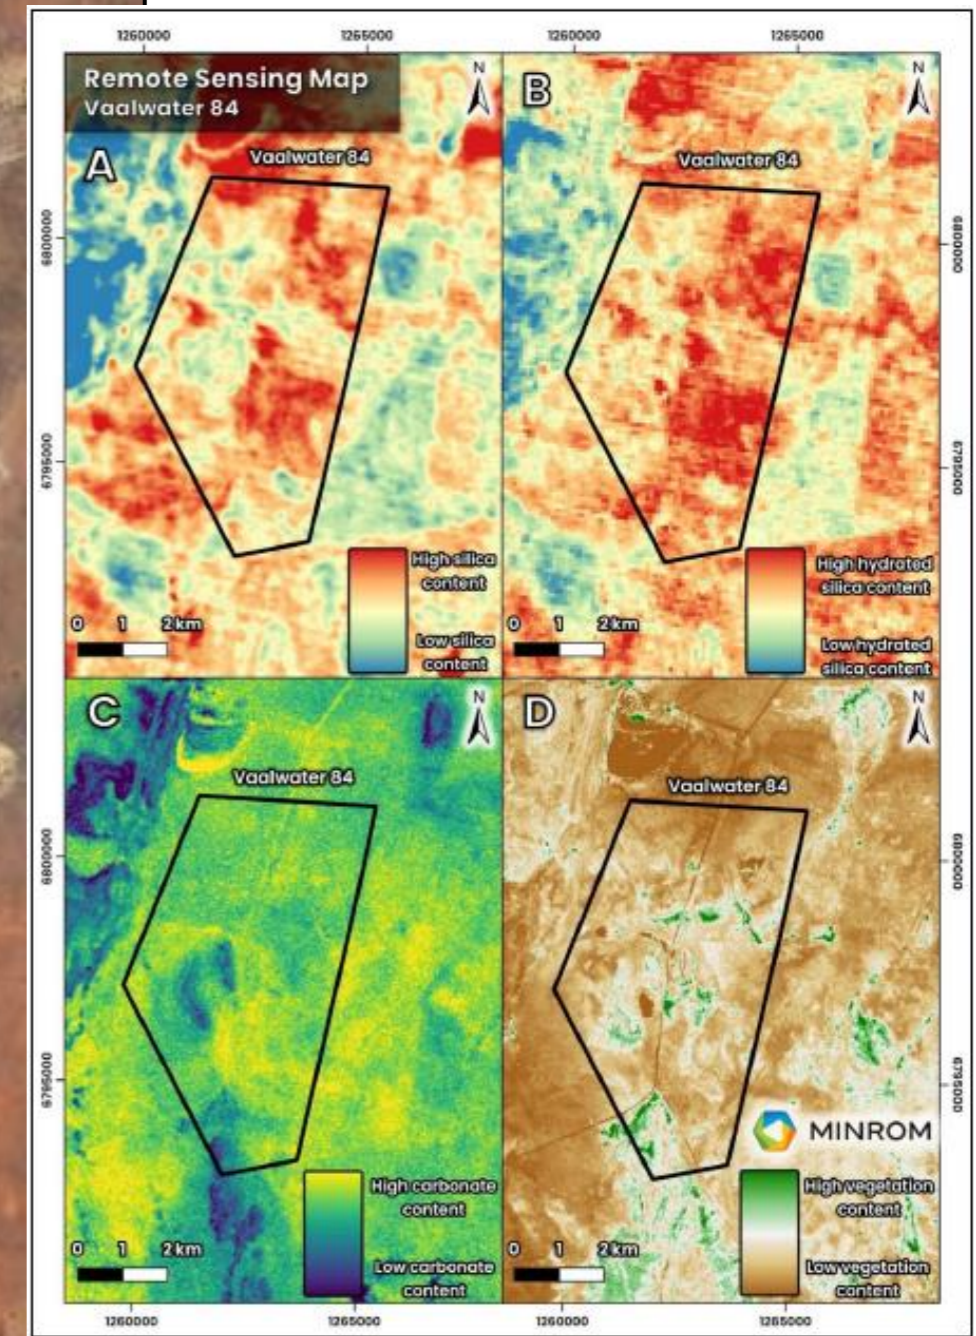 1260000 1265000 1260000 1265000
Remote Sensing Map
Vaalwater 84
N
A
Vaalwater 84
6800000
6795000
High silica
content
Low silica
content
0 1 2 km
B
N
Vaalwater 84
6800000
6795000
High hydrated
silica content
Low hydrated
silica content
0 1 2 km
C
N
Vaalwater 84
6800000
6795000
High carbonate
content
Low carbonate
content
0 1 2 km
D
N
Vaalwater 84
6800000
6795000
MINROM
High vegetation
content
Low vegetation
content
0 1 2 km
1260000 1265000 1260000 1265000